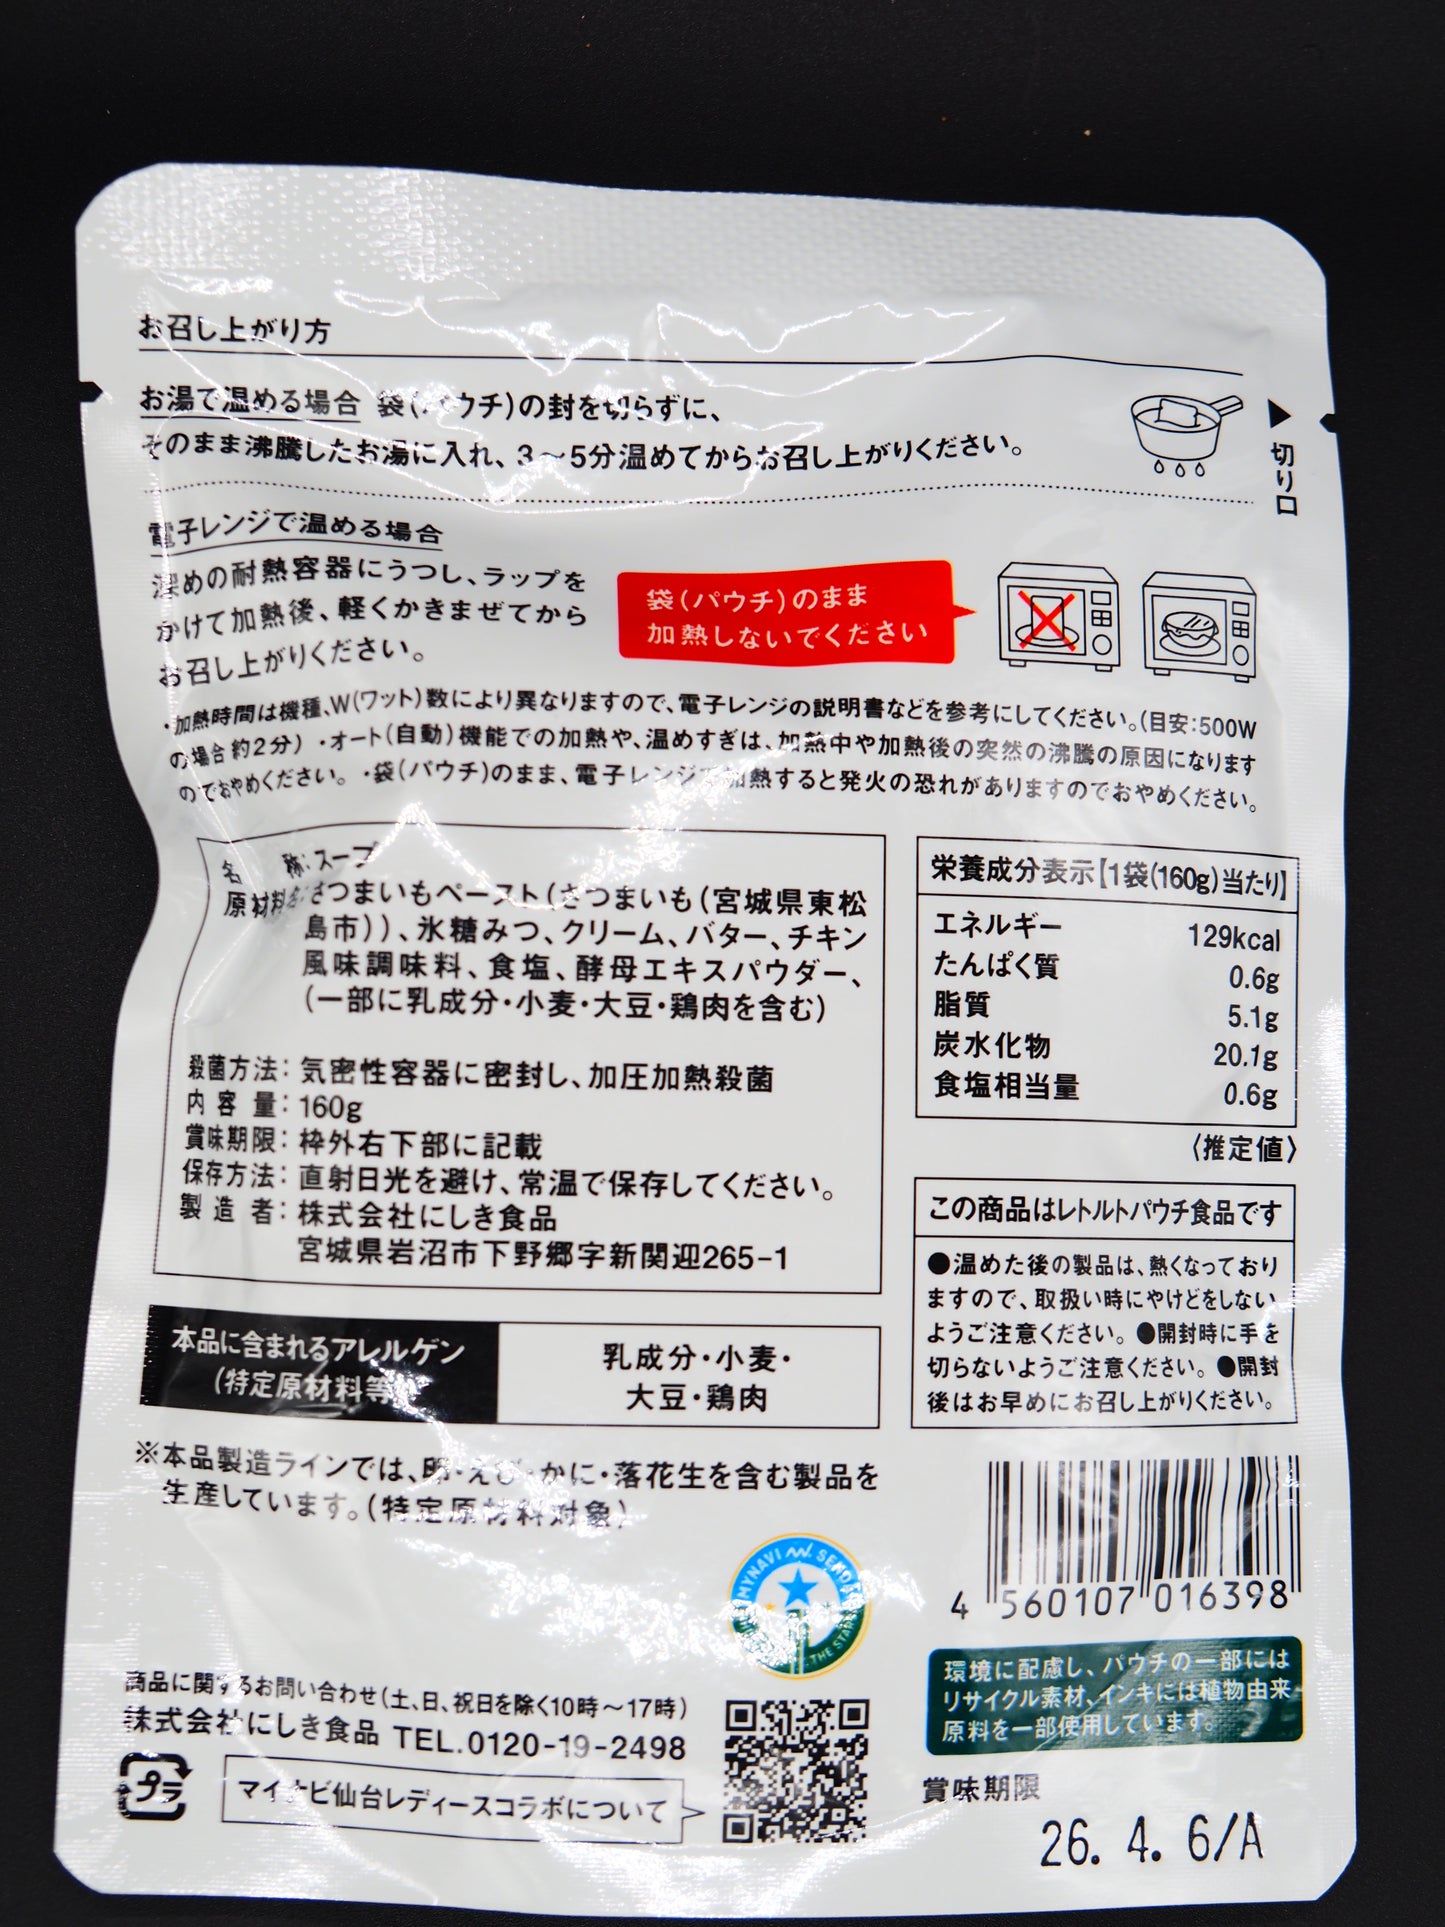 お召し上がり方
お湯で温める場合 袋(パウチ)の封を切らずに、
そのまま沸騰したお湯に入れ、3〜5分温めてからお召し上がりください。
切り口
電子レンジで温める場合
深めの耐熱容器にうつし、ラップを
かけて加熱後、軽くかきまぜてから
お召し上がりください。
袋(パウチ)のまま
加熱しないでください
・加熱時間は機種、W(ワット)数により異なりますので、電子レンジの説明書などを参考にしてください。(目安:500W
の場合 約2分) ・オート(自動)機能での加熱や、温めすぎは、加熱中や加熱後の突然の沸騰の原因になります
のでおやめください。 ・袋(パウチ)のまま、電子レンジで加熱すると発火の恐れがありますのでおやめください。
名 称:スープ
原材料名:さつまいもペースト(さつまいも(宮城県東松
島市))、氷糖みつ、クリーム、バター、チキン
風味調味料、食塩、酵母エキスパウダー、
(一部に乳成分・小麦・大豆・鶏肉を含む)
殺菌方法:気密性容器に密封し、加圧加熱殺菌
内容量:160g
賞味期限:枠外右下部に記載
保存方法:直射日光を避け、常温で保存してください。
製造者:株式会社にしき食品
宮城県岩沼市下野郷字新関迎265-1
栄養成分表示【1袋(160g)当たり】
エネルギー 129kcal
たんぱく質 0.6g
脂質 5.1g
炭水化物 20.1g
食塩相当量 0.6g
〈推定値〉
この商品はレトルトパウチ食品です
●温めた後の製品は、熱くなっており
ますので、取扱い時にやけどをしない
ようご注意ください。●開封時に手を
切らないようご注意ください。●開封
後はお早めにお召し上がりください。
本品に含まれるアレルゲン
(特定原材料等)
乳成分・小麦・
大豆・鶏肉
※本品製造ラインでは、卵・えび・かに・落花生を含む製品を
生産しています。(特定原材料対象)
MYNAVI SENDAI
THE STAR
4 560107 016398
環境に配慮し、パウチの一部には
リサイクル素材、インキには植物由来
原料を一部使用しています。
商品に関するお問い合わせ(土、日、祝日を除く10時〜17時)
株式会社にしき食品 TEL.0120-19-2498
プラ
マイナビ仙台レディースコラボについて
賞味期限
26. 4. 6/A